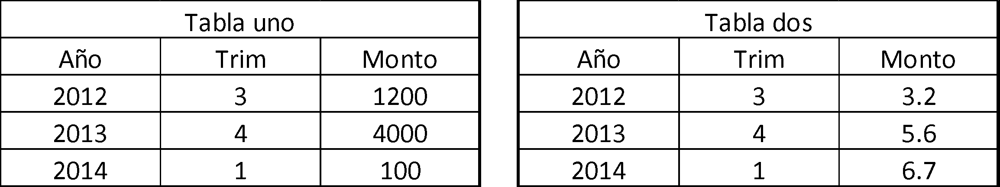 Tabla uno
Año Trim Monto
2012 3 1200
2013 4 4000
2014 1 100
Tabla dos
Año Trim Monto
2012 3 3.2
2013 4 5.6
2014 1 6.7